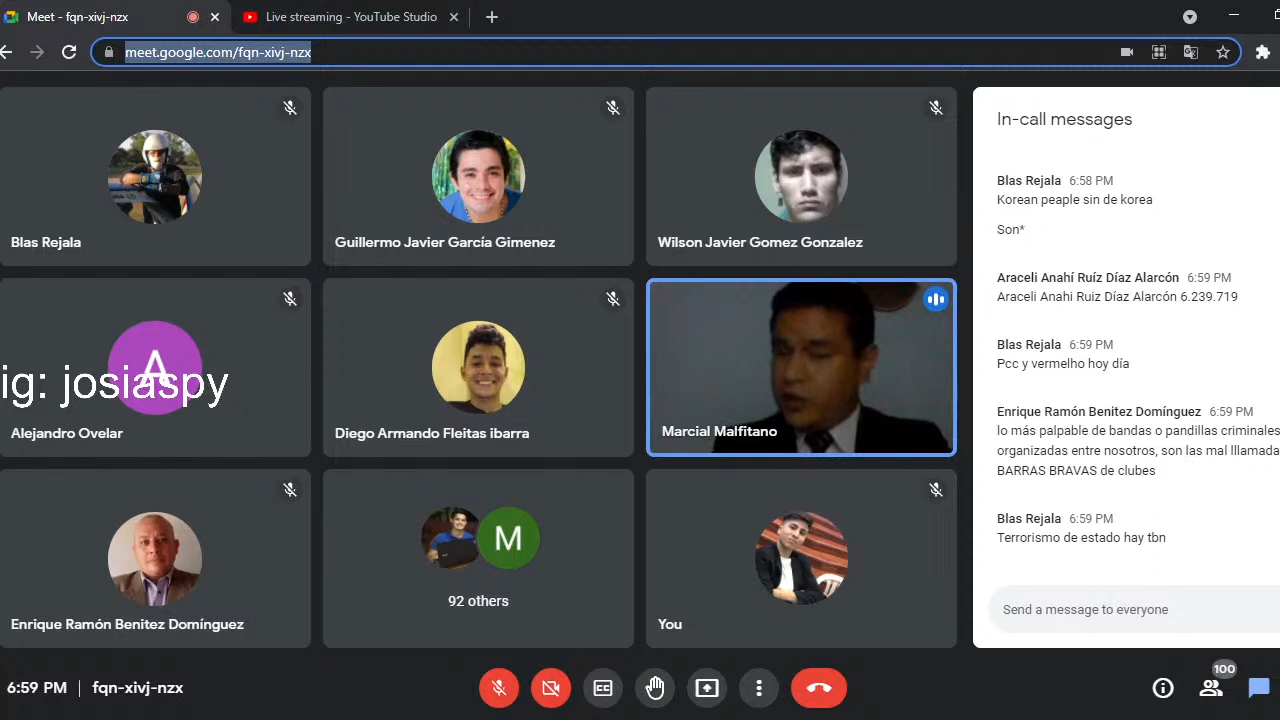 Meet - fqn-xivj-nzx
Live streaming - YouTube Studio
meet.google.com/fqn-xivj-nzx
Blas Rejala
Guillermo Javier García Gimenez
Wilson Javier Gomez Gonzalez
A
ig: josiaspy
Alejandro Ovelar
Diego Armando Fleitas ibarra
Marcial Malfitano
Enrique Ramón Benitez Domínguez
M
92 others
You
In-call messages
Blas Rejala 6:58 PM
Korean peaple sin de korea
Son*
Araceli Anahí Ruíz Díaz Alarcón 6:59 PM
Araceli Anahi Ruiz Díaz Alarcón 6.239.719
Blas Rejala 6:59 PM
Pcc y vermelho hoy día
Enrique Ramón Benitez Domínguez 6:59 PM
lo más palpable de bandas o pandillas criminales
organizadas entre nosotros, son las mal lllamada
BARRAS BRAVAS de clubes
Blas Rejala 6:59 PM
Terrorismo de estado hay tbn
Send a message to everyone
6:59 PM | fqn-xivj-nzx
CC
100